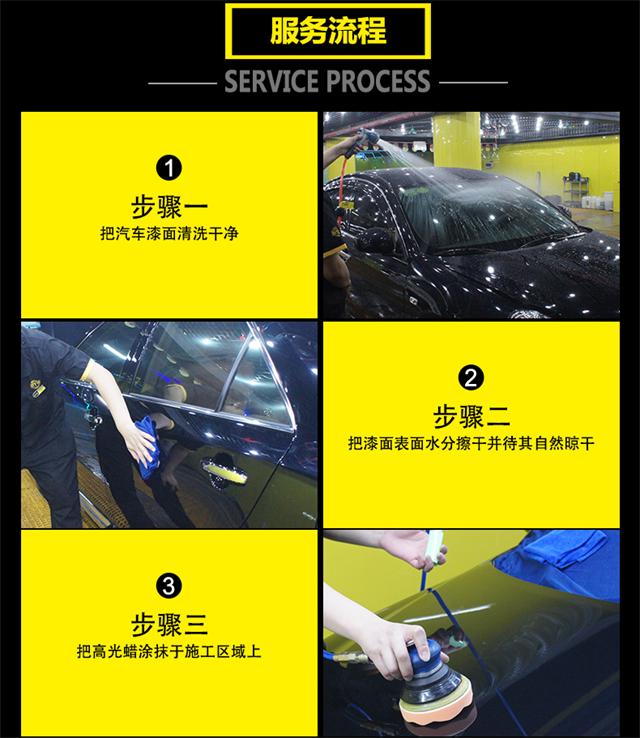 服务流程
SERVICE PROCESS
1
步骤一
把汽车漆面清洗干净
2
步骤二
把漆面表面水分擦干并待其自然晾干
3
步骤三
把高光蜡涂抹于施工区域上